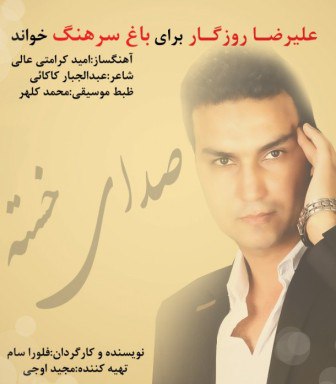 علیرضا روزگار برای باغ سرهنگ خواند
آهنگساز:امید کرامتی عالی
شاعر:عبدالجبار کاکائی
ظبط موسیقی:محمد کلهر
صدای خسته
نویسنده و کارگردان:فلورا سام
تهیه کننده:مجید اوجی